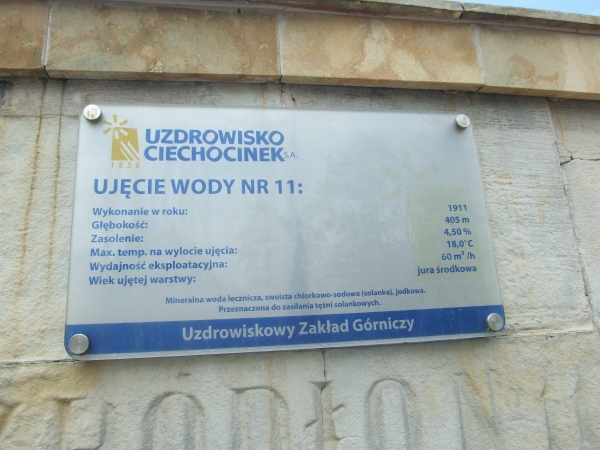 UZDROWISKO
CIECHOCINEK S.A.
1836
UJĘCIE WODY NR 11:
Wykonanie w roku: 1911
Głębokość: 405 m
Zasolenie: 4,50 %
Max. temp. na wylocie ujęcia: 18,0°C
Wydajność eksploatacyjna: 60 m³ /h
Wiek ujętej warstwy: jura środkowa
Mineralna woda lecznicza, swoista chlorkowo-sodowa (solanka), jodkowa.
Przeznaczona do zasilania tężni solankowych.
Uzdrowiskowy Zakład Górniczy